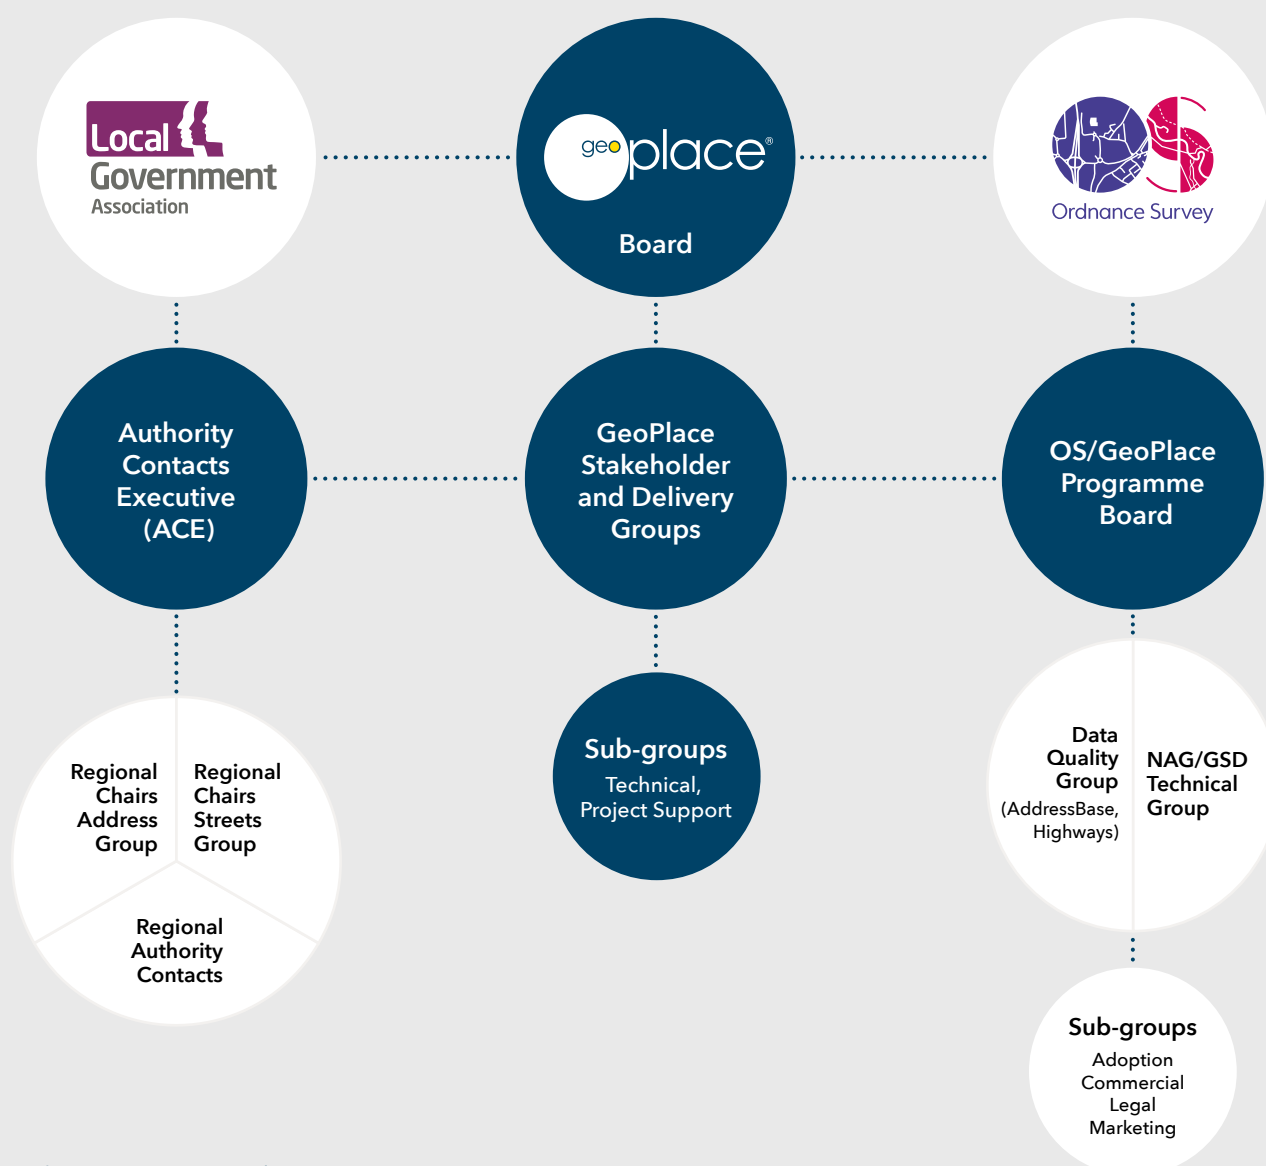 Local
Government
Association
geoplace®
Board
OS
Ordnance Survey
Authority
Contacts
Executive
(ACE)
GeoPlace
Stakeholder
and Delivery
Groups
OS/GeoPlace
Programme
Board
Regional
Chairs
Address
Group
Regional
Chairs
Streets
Group
Regional
Authority
Contacts
Sub-groups
Technical,
Project Support
Data
Quality
Group
(AddressBase,
Highways)
NAG/GSD
Technical
Group
Sub-groups
Adoption
Commercial
Legal
Marketing